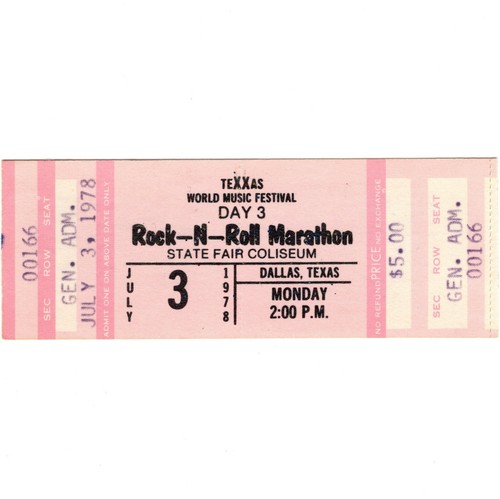 SEC ROW SEAT
00166
GEN. ADM.
JULY 3, 1978
ADMIT ONE ON ABOVE DATE ONLY
TEXXAS
WORLD MUSIC FESTIVAL
DAY 3
Rock-N-Roll Marathon
STATE FAIR COLISEUM
JULY
3
1978
DALLAS, TEXAS
MONDAY
2:00 P.M.
NO REFUND PRICE NO EXCHANGE
$5.00
SEC ROW SEAT
GEN. ADM.
00166